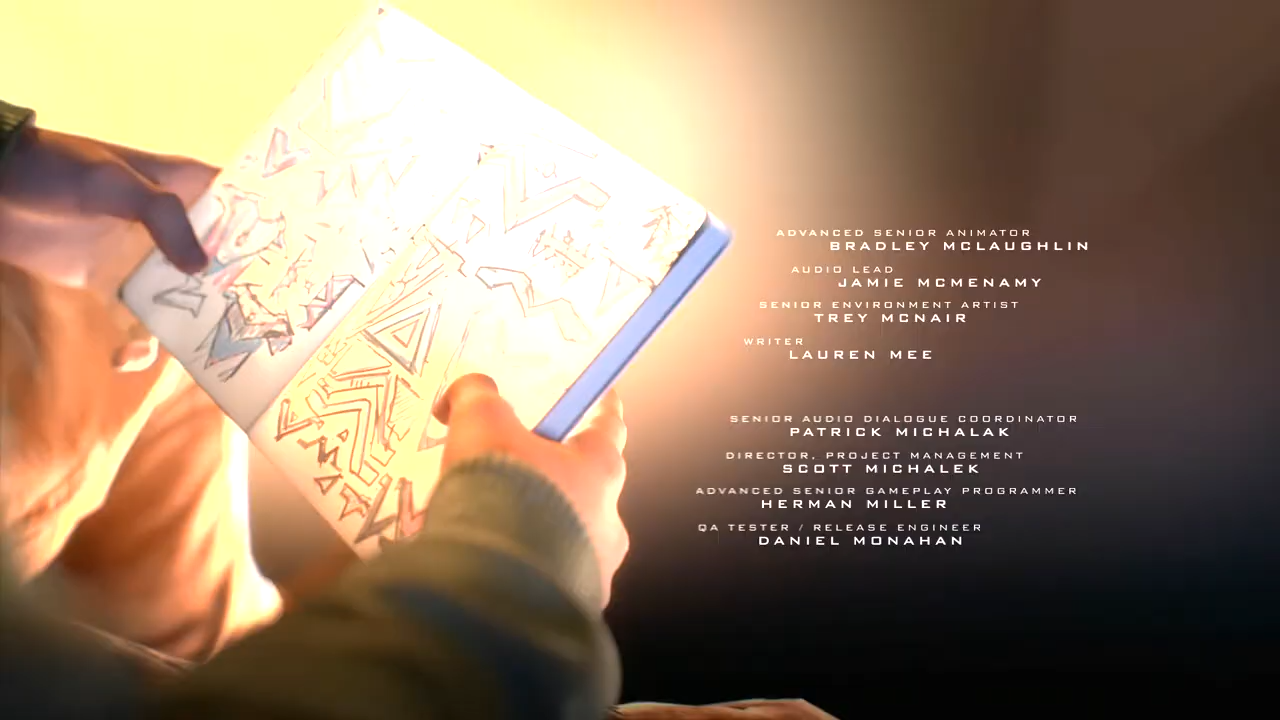 ADVANCED SENIOR ANIMATOR
BRADLEY MCLAUGHLIN
AUDIO LEAD
JAMIE MCMENAMY
SENIOR ENVIRONMENT ARTIST
TREY MCNAIR
WRITER
LAUREN MEE
SENIOR AUDIO DIALOGUE COORDINATOR
PATRICK MICHALAK
DIRECTOR, PROJECT MANAGEMENT
SCOTT MICHALEK
ADVANCED SENIOR GAMEPLAY PROGRAMMER
HERMAN MILLER
QA TESTER / RELEASE ENGINEER
DANIEL MONAHAN